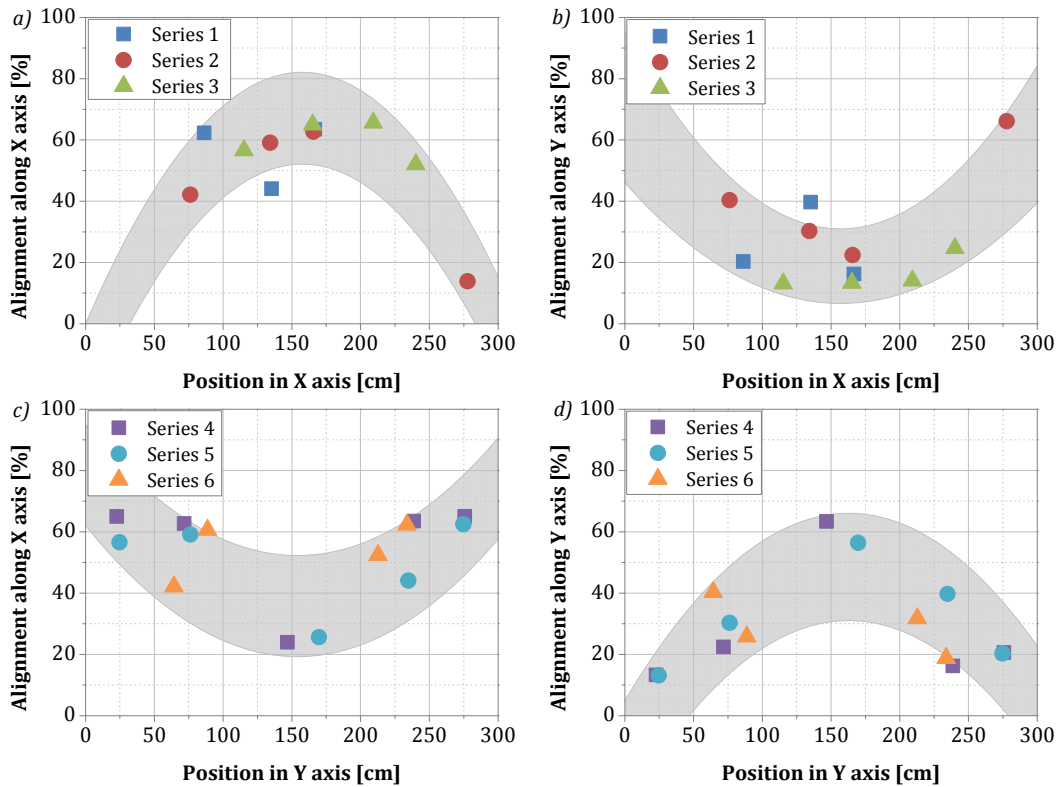 a)
100
80
60
40
20
0
Alignment along X axis [%]
Series 1
Series 2
Series 3
0 50 100 150 200 250 300
Position in X axis [cm]
b)
100
80
60
40
20
0
Alignment along Y axis [%]
Series 1
Series 2
Series 3
0 50 100 150 200 250 300
Position in X axis [cm]
c)
100
80
60
40
20
0
Alignment along X axis [%]
Series 4
Series 5
Series 6
0 50 100 150 200 250 300
Position in Y axis [cm]
d)
100
80
60
40
20
0
Alignment along Y axis [%]
Series 4
Series 5
Series 6
0 50 100 150 200 250 300
Position in Y axis [cm]